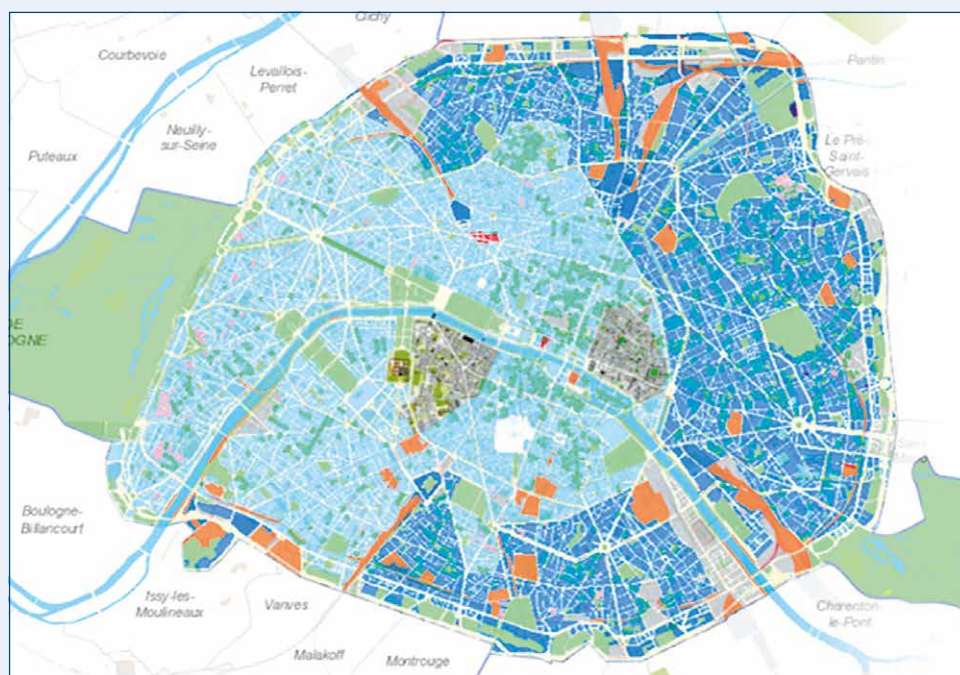 Clichy
Courbevoie
Levallois-
Perret
Pantin
Neuilly-
sur-Seine
Puteaux
Le Pré-
Saint-
Gervais
DE
OGNE
Boulogne-
Billancourt
Issy-les-
Moulineaux
Vanves
Charenton-
le-Pont
Malakoff
Montrouge